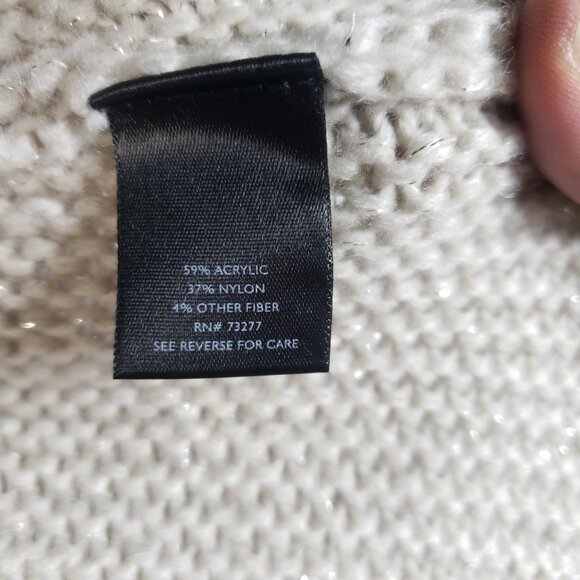 59% ACRYLIC
37% NYLON
4% OTHER FIBER
RN# 73277
SEE REVERSE FOR CARE